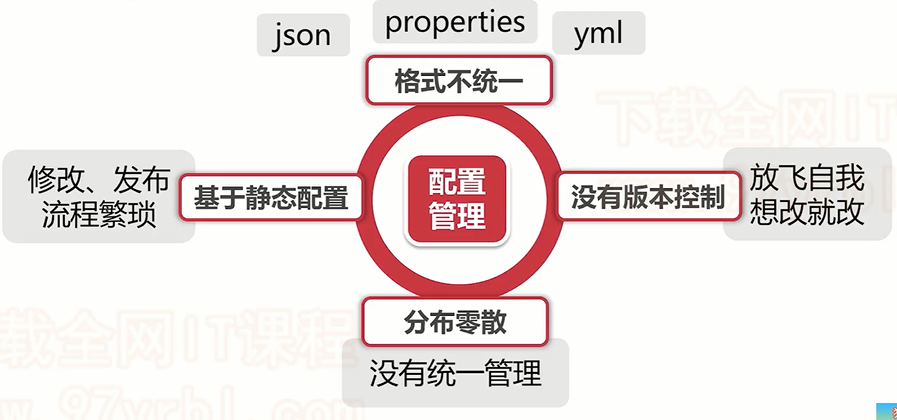 json
properties
yml
格式不统一
下载全网IT
修改、发布
流程繁琐
基于静态配置
配置
管理
没有版本控制
放飞自我
想改就改
分布零散
没有统一管理
载全网IT课程